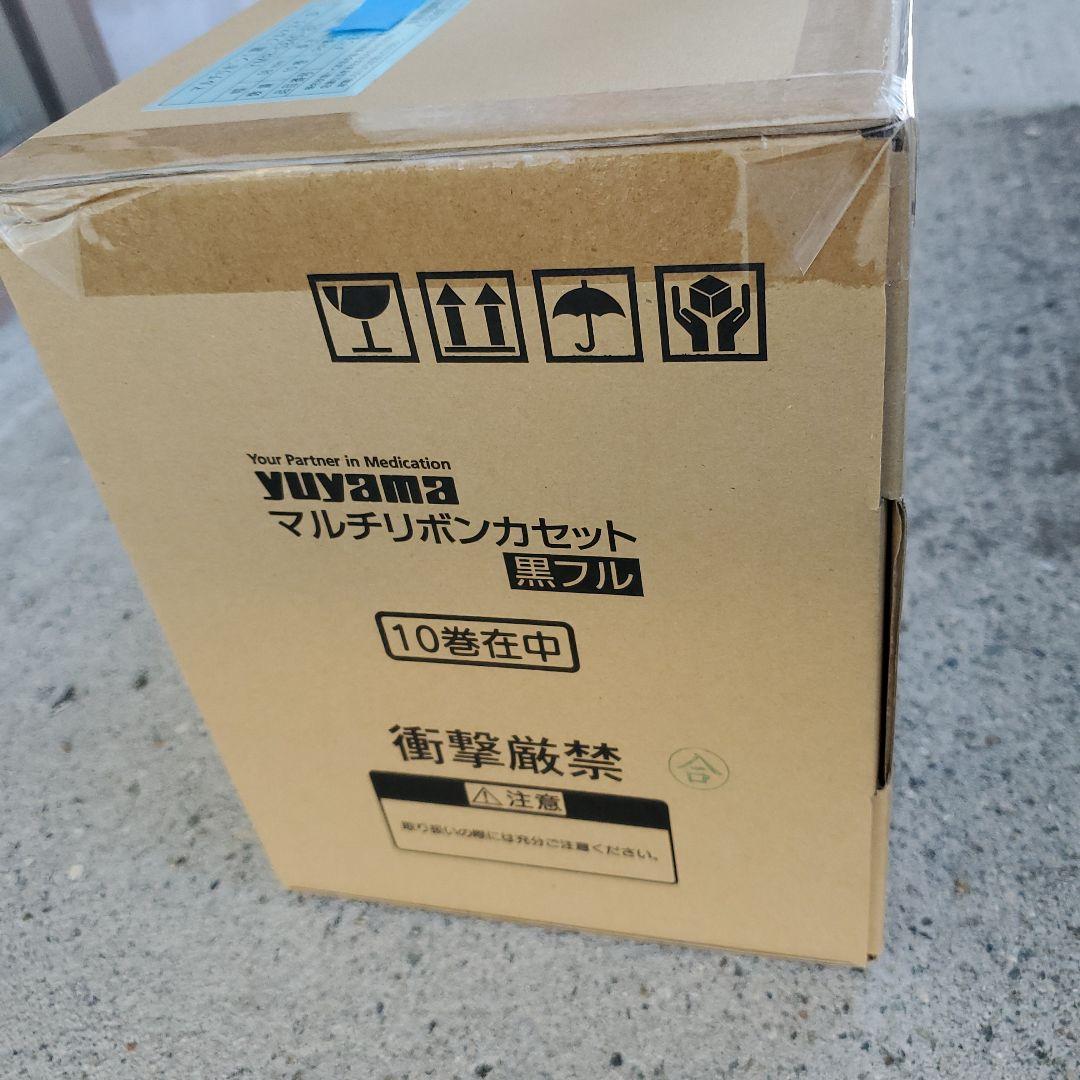 Your Partner in Medication
yuyama
マルチリボンカセット
黒フル
10巻在中
衝撃厳禁
合
注意
取り扱いの際には充分ご注意ください。